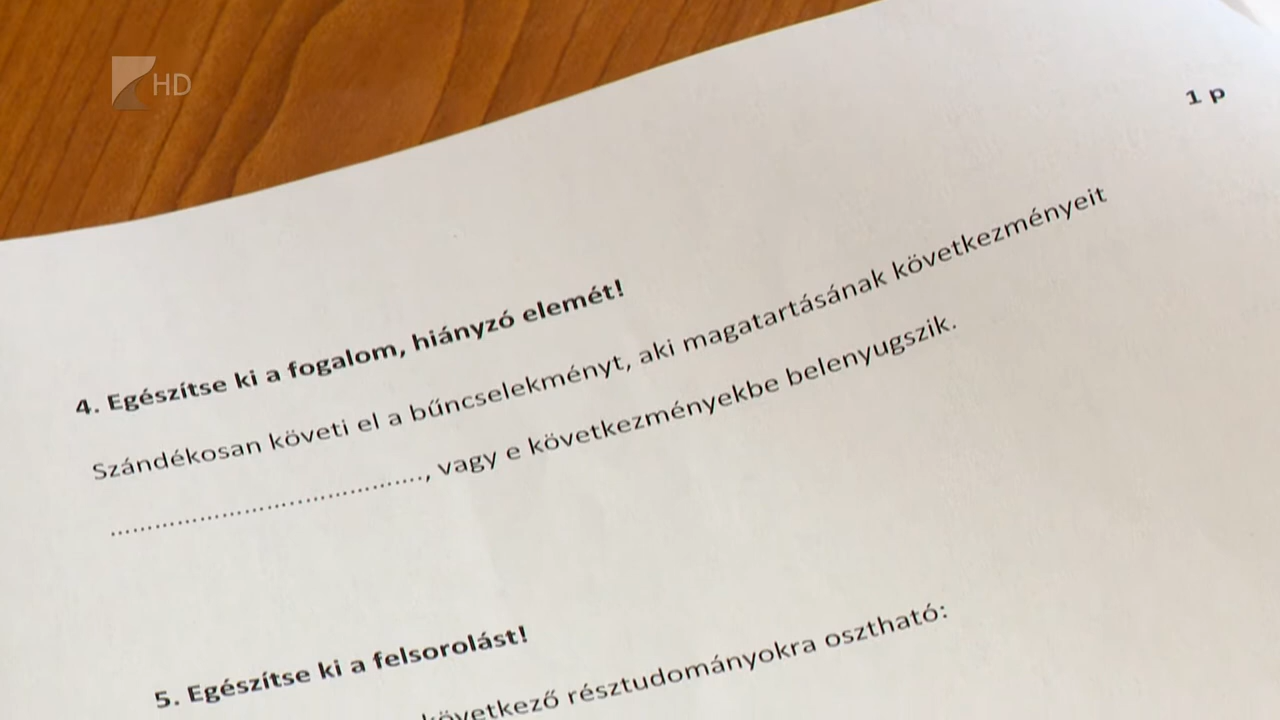 HD
1 p
4. Egészítse ki a fogalom, hiányzó elemét!
Szándékosan követi el a bűncselekményt, aki magatartásának következményeit
......................................, vagy e következményekbe belenyugszik.
5. Egészítse ki a felsorolást!
következő résztudományokra osztható: